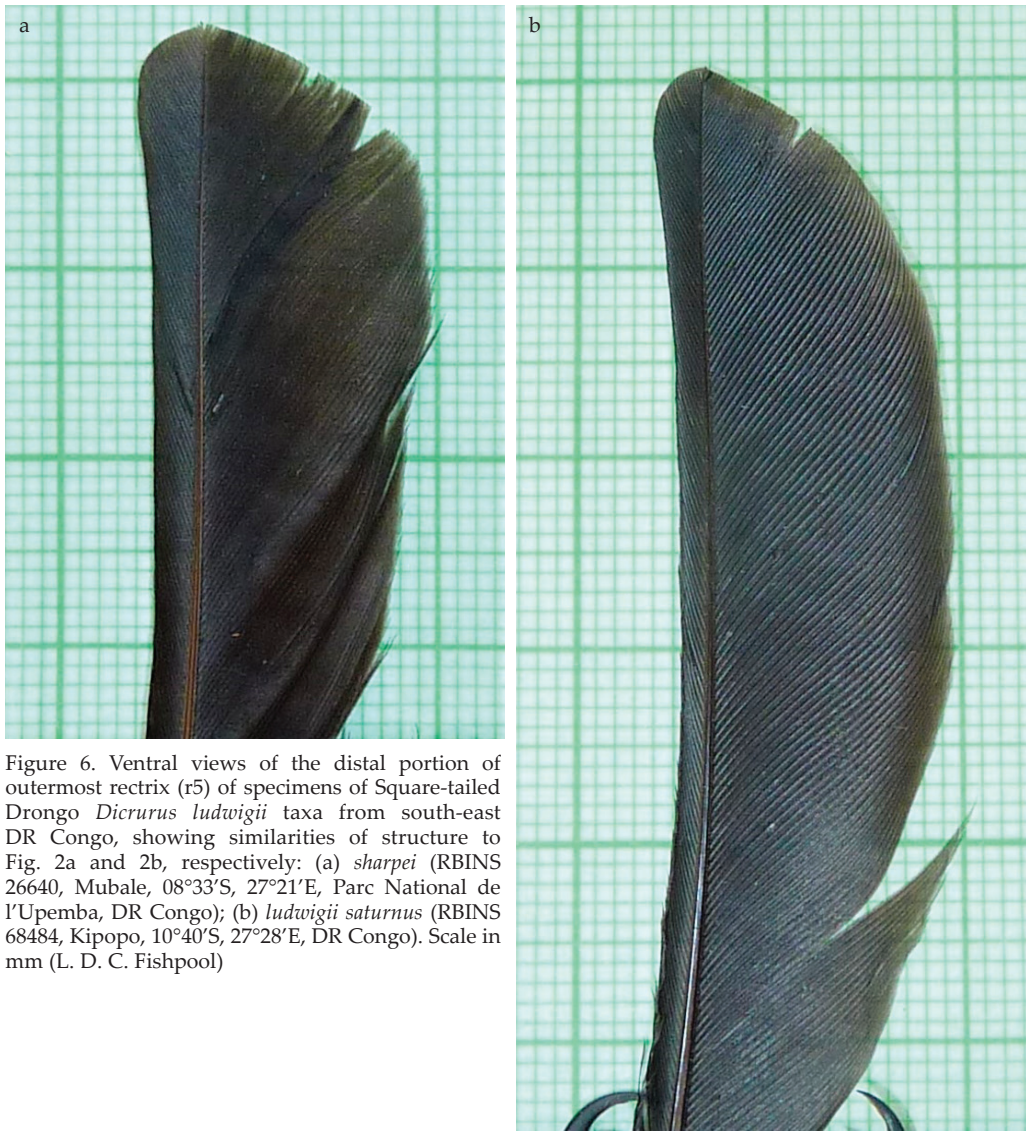 a
b
Figure 6. Ventral views of the distal portion of
outermost rectrix (r5) of specimens of Square-tailed
Drongo Dicrurus ludwigii taxa from south-east
DR Congo, showing similarities of structure to
Fig. 2a and 2b, respectively: (a) sharpei (RBINS
26640, Mubale, 08°33’S, 27°21’E, Parc National de
l’Upemba, DR Congo); (b) ludwigii saturnus (RBINS
68484, Kipopo, 10°40’S, 27°28’E, DR Congo). Scale in
mm (L. D. C. Fishpool)